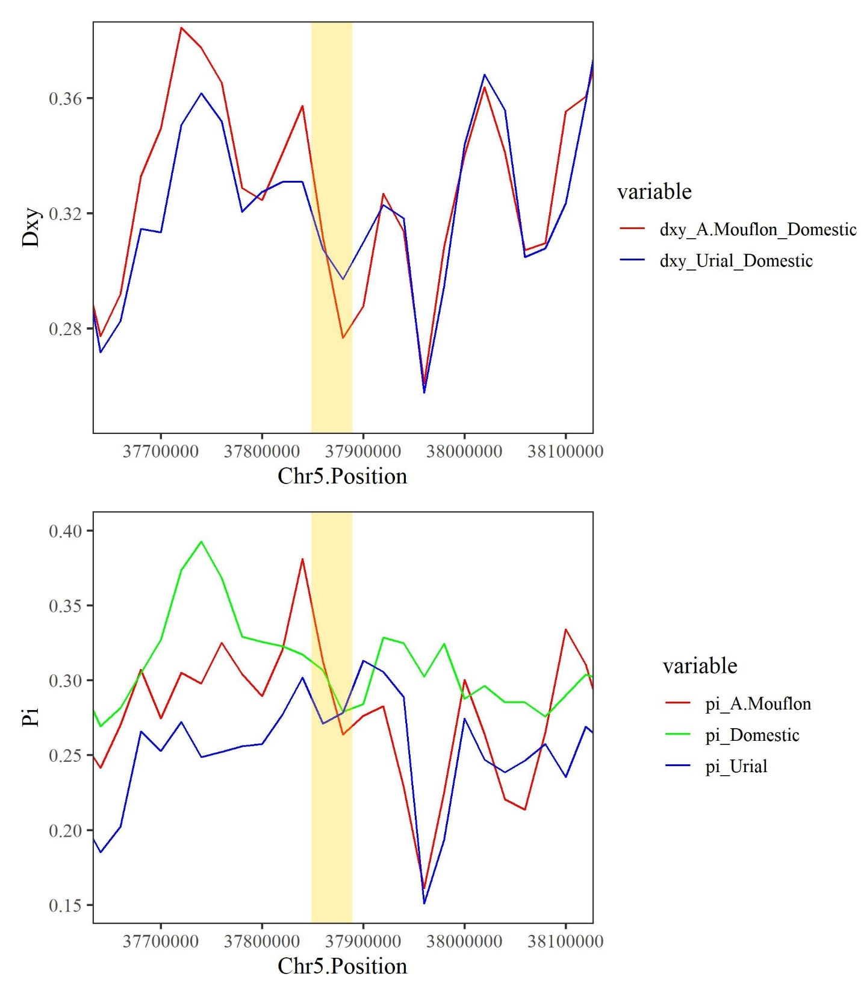 0.36
0.32
0.28
Dxy
37700000 37800000 37900000 38000000 38100000
Chr5.Position
variable
dxy_A.Mouflon_Domestic
dxy_Urial_Domestic
0.40
0.35
0.30
0.25
0.20
0.15
Pi
37700000 37800000 37900000 38000000 38100000
Chr5.Position
variable
pi_A.Mouflon
pi_Domestic
pi_Urial